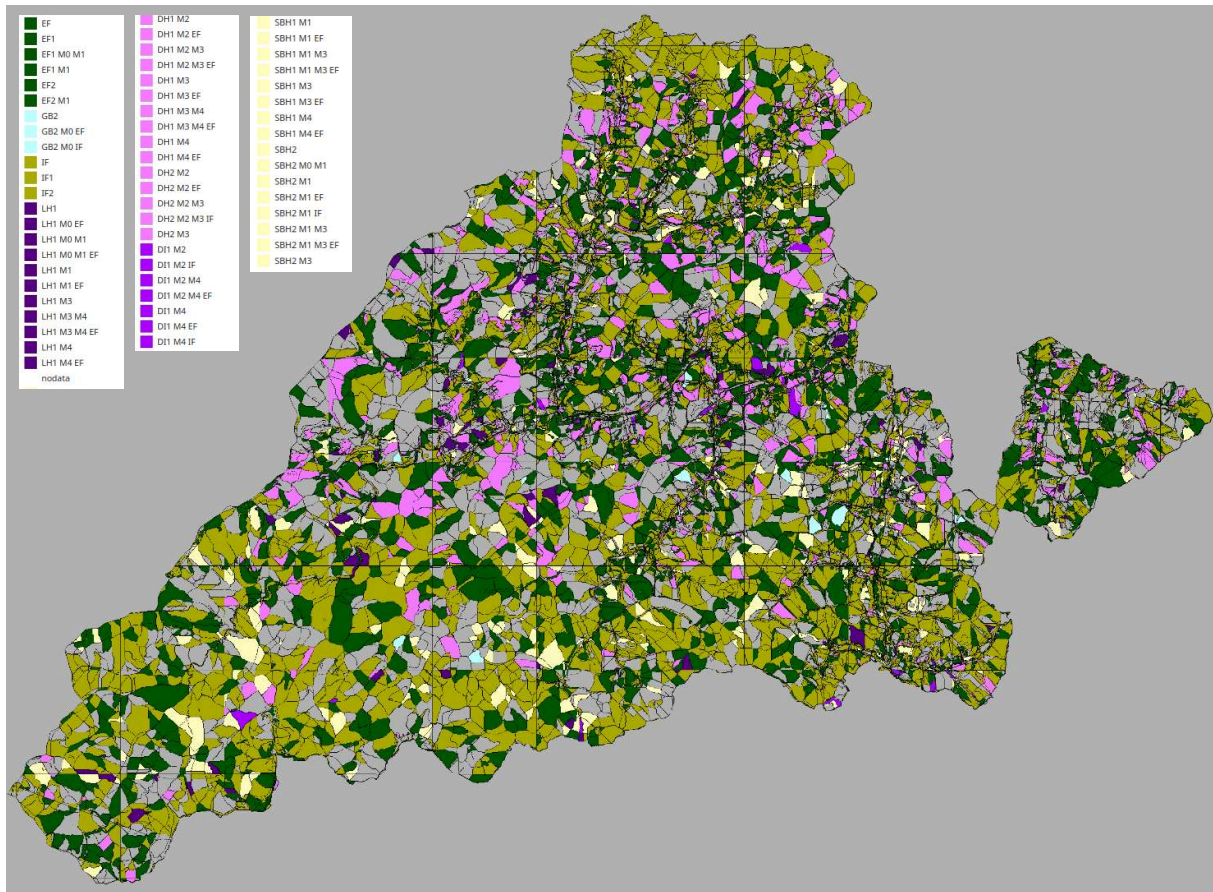 EF
EF1
EF1 M0 M1
EF1 M1
EF2
EF2 M1
GB2
GB2 M0 EF
GB2 M0 IF
IF
IF1
IF2
LH1
LH1 M0 EF
LH1 M0 M1
LH1 M0 M1 EF
LH1 M1
LH1 M1 EF
LH1 M3
LH1 M3 M4
LH1 M3 M4 EF
LH1 M4
LH1 M4 EF
nodata
DH1 M2
DH1 M2 EF
DH1 M2 M3
DH1 M2 M3 EF
DH1 M3
DH1 M3 EF
DH1 M3 M4
DH1 M3 M4 EF
DH1 M4
DH1 M4 EF
DH2 M2
DH2 M2 EF
DH2 M2 M3
DH2 M2 M3 IF
DH2 M3
DI1 M2
DI1 M2 IF
DI1 M2 M4
DI1 M2 M4 EF
DI1 M4
DI1 M4 EF
DI1 M4 IF
SBH1 M1
SBH1 M1 EF
SBH1 M1 M3
SBH1 M1 M3 EF
SBH1 M3
SBH1 M3 EF
SBH1 M4
SBH1 M4 EF
SBH2
SBH2 M0 M1
SBH2 M1
SBH2 M1 EF
SBH2 M1 IF
SBH2 M1 M3
SBH2 M1 M3 EF
SBH2 M3